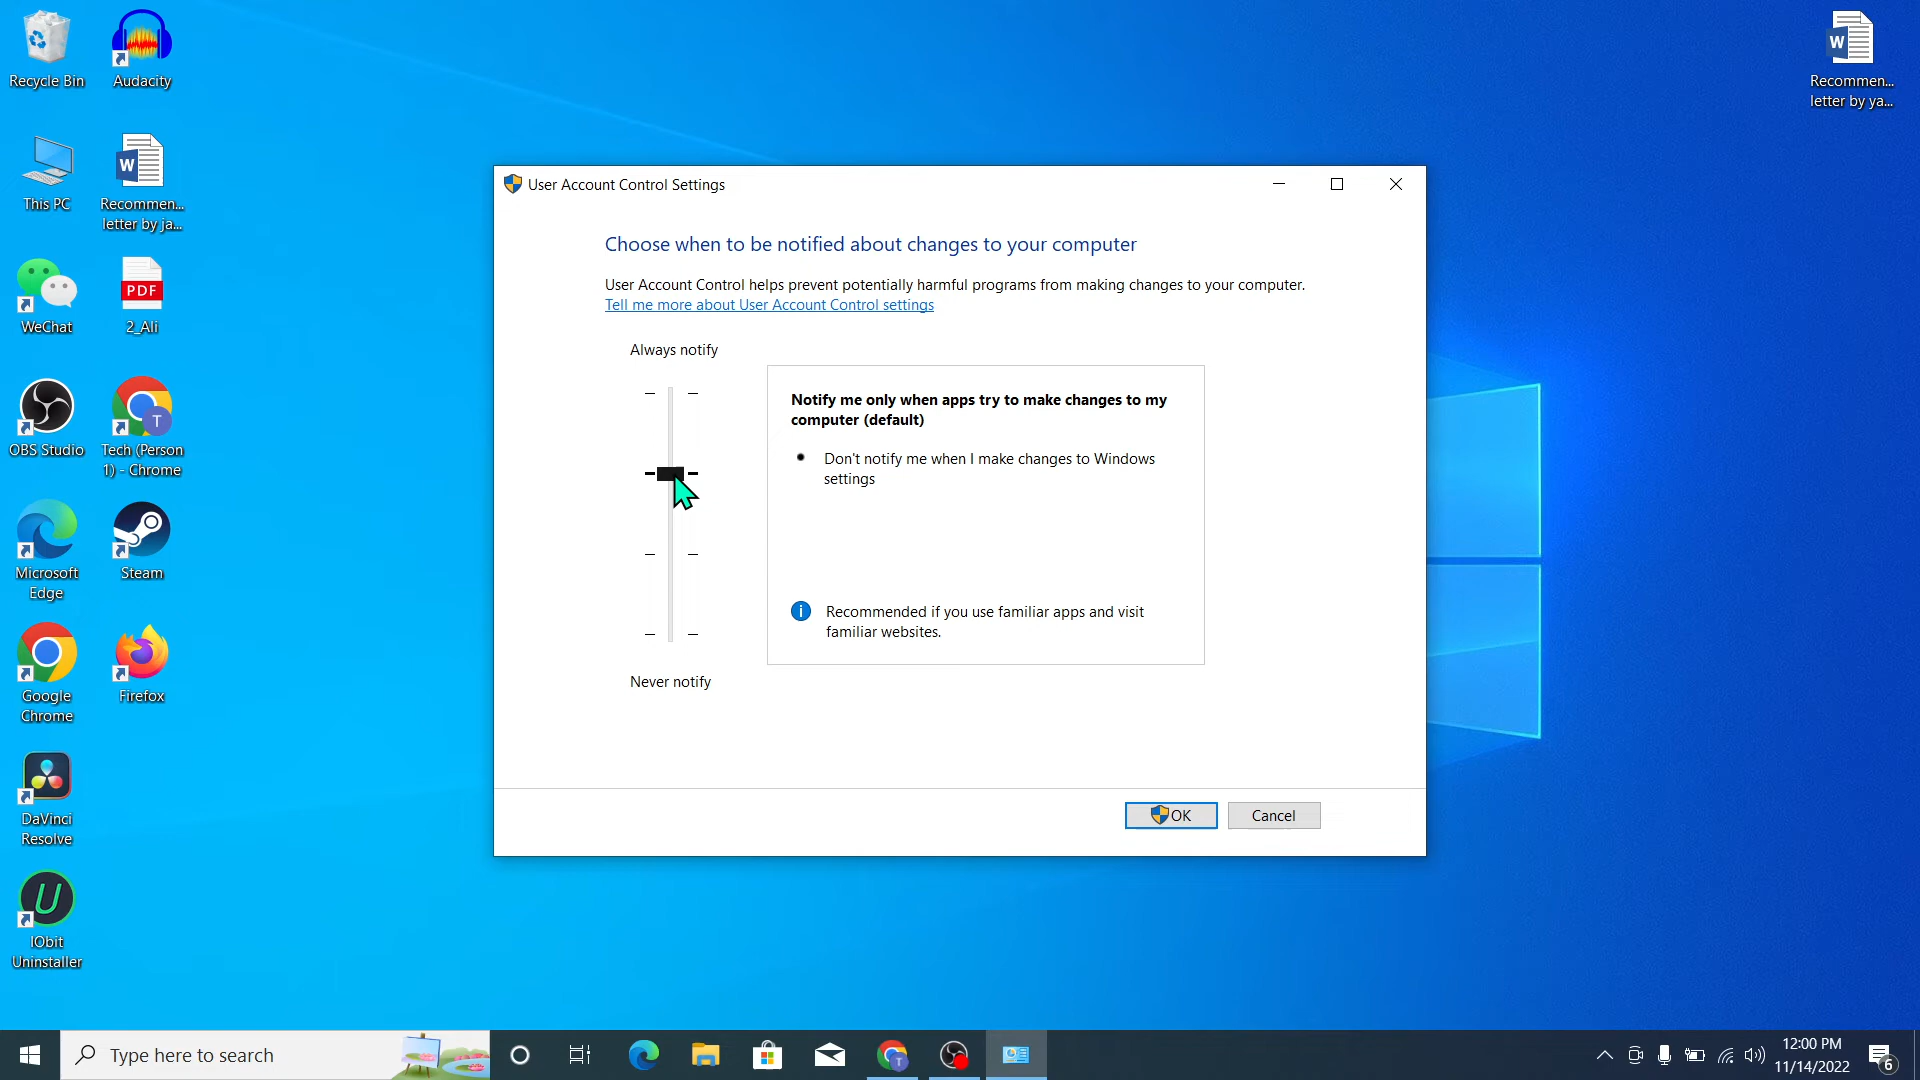 Recycle Bin
Audacity
Recommen...
letter by ya...
This PC
Recommen...
letter by ja...
WeChat
PDF
2_Ali
OBS Studio
T
Tech (Person
1) - Chrome
Microsoft
Edge
Steam
Google
Chrome
Firefox
DaVinci
Resolve
IObit
Uninstaller
User Account Control Settings
Choose when to be notified about changes to your computer
User Account Control helps prevent potentially harmful programs from making changes to your computer.
Tell me more about User Account Control settings
Always notify
Notify me only when apps try to make changes to my
computer (default)
Don't notify me when I make changes to Windows
settings
Recommended if you use familiar apps and visit
familiar websites.
Never notify
OK
Cancel
Type here to search
12:00 PM
11/14/2022
6